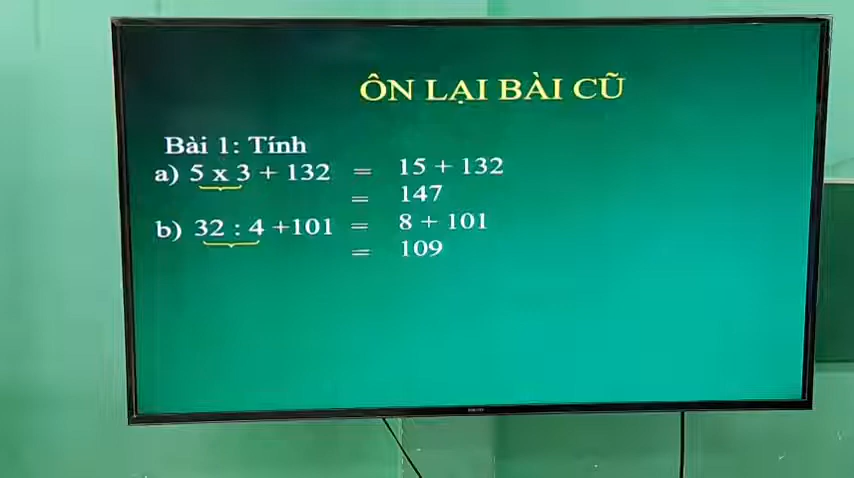 ÔN LẠI BÀI CŨ
Bài 1: Tính
a) 5 x 3 + 132 = 15 + 132
= 147
b) 32 : 4 +101 = 8 + 101
= 109